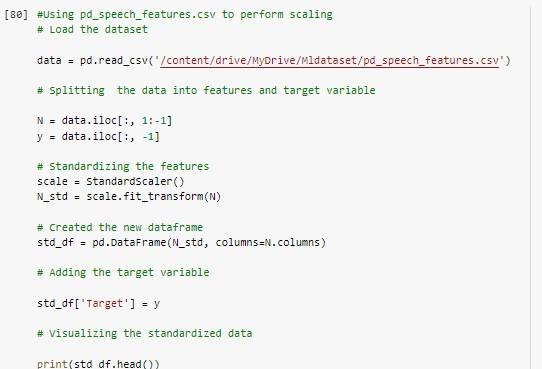 [80] #Using pd_speech_features.csv to perform scaling
# Load the dataset
data = pd.read_csv('/content/drive/MyDrive/Mldataset/pd_speech_features.csv')
# Splitting  the data into features and target variable
N = data.iloc[:, 1:-1]
y = data.iloc[:, -1]
# Standardizing the features
scale = StandardScaler()
N_std = scale.fit_transform(N)
# Created the new dataframe
std_df = pd.DataFrame(N_std, columns=N.columns)
# Adding the target variable
std_df['Target'] = y
# Visualizing the standardized data
print(std_df.head())